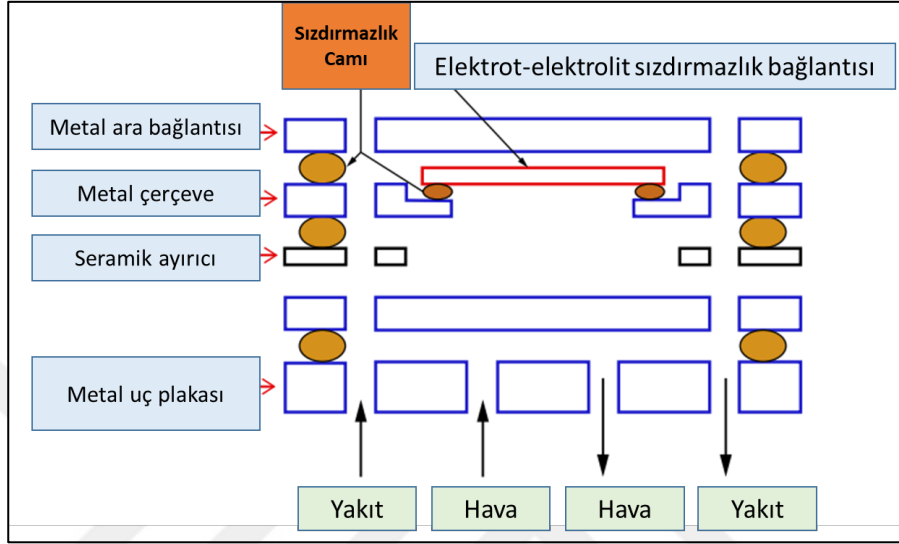 Sızdırmazlık
Camı
Elektrot-elektrolit sızdırmazlık bağlantısı
Metal ara bağlantısı
Metal çerçeve
Seramik ayırıcı
Metal uç plakası
Yakıt
Hava
Hava
Yakıt